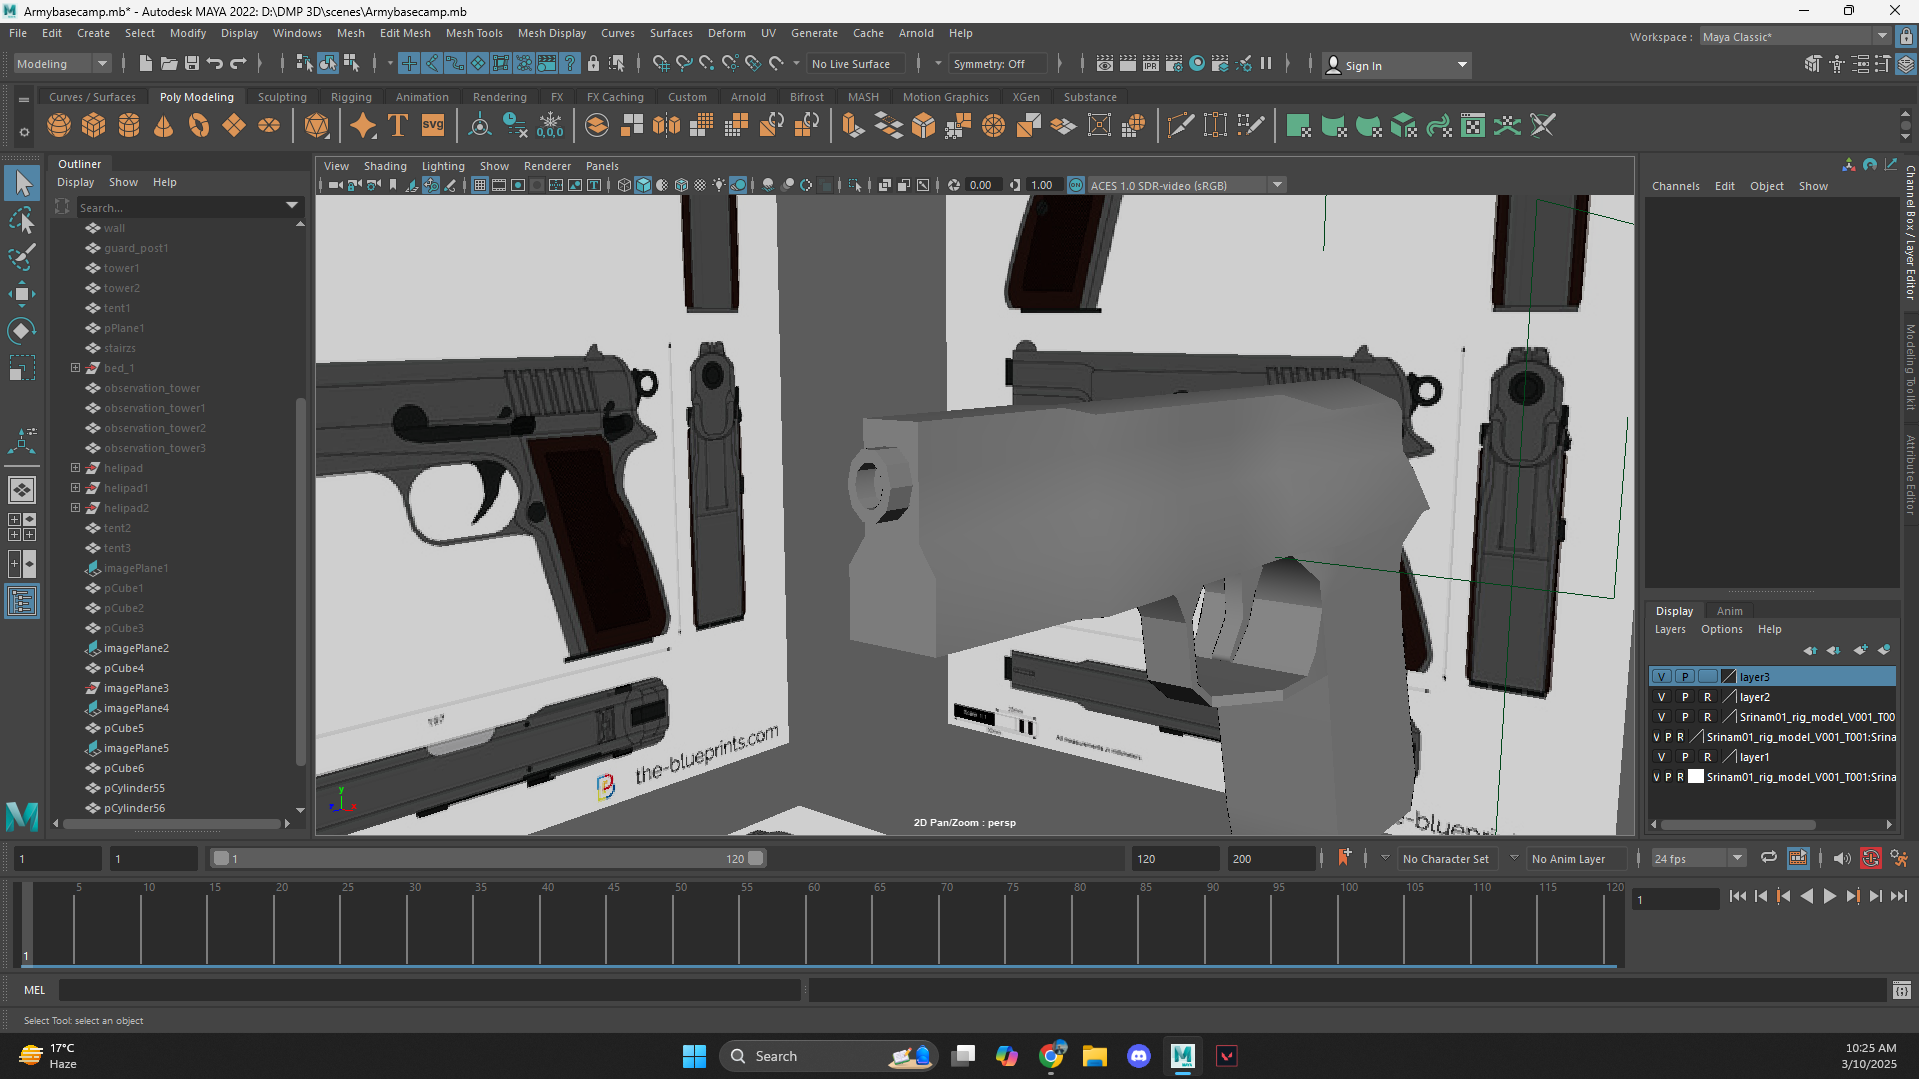 Armybasecamp.mb* - Autodesk MAYA 2022: D:\DMP 3D\scenes\Armybasecamp.mb
File Edit Create Select Modify Display Windows Mesh Edit Mesh Mesh Tools Mesh Display Curves Surfaces Deform UV Generate Cache Arnold Help
Workspace : Maya Classic*
Modeling No Live Surface Symmetry: Off Sign In
Curves / Surfaces Poly Modeling Sculpting Rigging Animation Rendering FX FX Caching Custom Arnold Bifrost MASH Motion Graphics XGen Substance
Outliner
Display Show Help
Search...
wall
guard_post1
tower1
tower2
tent1
pPlane1
stairzs
bed_1
observation_tower
observation_tower1
observation_tower2
observation_tower3
helipad
helipad1
helipad2
tent2
tent3
imagePlane1
pCube1
pCube2
pCube3
imagePlane2
pCube4
imagePlane3
imagePlane4
pCube5
imagePlane5
pCube6
pCylinder55
pCylinder56
View Shading Lighting Show Renderer Panels
0.00 1.00 ACES 1.0 SDR-video (sRGB)
the-blueprints.com
All measurements in millimeters.
2D Pan/Zoom : persp
Channels Edit Object Show
Channel Box / Layer Editor
Modeling Toolkit
Attribute Editor
Display Anim
Layers Options Help
V P layer3
V P R layer2
V P R Srinam01_rig_model_V001_T00
V P R Srinam01_rig_model_V001_T001:Srina
V P R layer1
V P R Srinam01_rig_model_V001_T001:Srina
1 1 1 120 120 200 No Character Set No Anim Layer 24 fps
5 10 15 20 25 30 35 40 45 50 55 60 65 70 75 80 85 90 95 100 105 110 115 120
1 1
MEL
Select Tool: select an object
17°C
Haze
Search
10:25 AM
3/10/2025